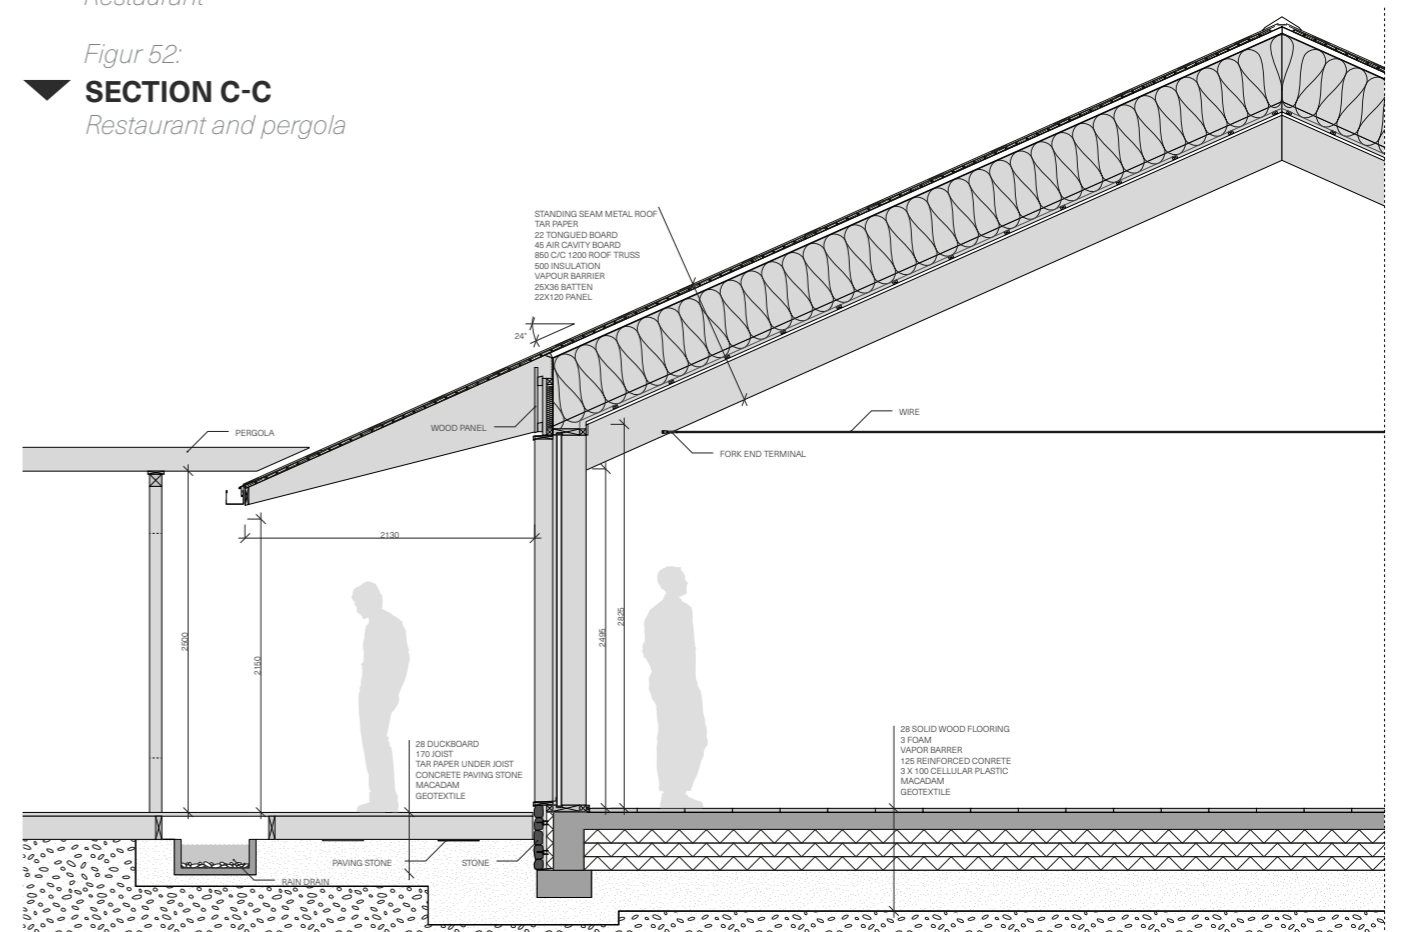 Restaurant
Figur 52:
SECTION C-C
Restaurant and pergola
STANDING SEAM METAL ROOF
TAR PAPER
22 TONGUED BOARD
45 AIR CAVITY BOARD
850 C/C 1200 ROOF TRUSS
500 INSULATION
VAPOUR BARRIER
25X36 BATTEN
22X120 PANEL
24°
WOOD PANEL
PERGOLA
WIRE
FORK END TERMINAL
2130
2600
2150
2495
2825
28 DUCKBOARD
170 JOIST
TAR PAPER UNDER JOIST
CONCRETE PAVING STONE
MACADAM
GEOTEXTILE
28 SOLID WOOD FLOORING
3 FOAM
VAPOR BARRER
125 REINFORCED CONRETE
3 X 100 CELLULAR PLASTIC
MACADAM
GEOTEXTILE
PAVING STONE
STONE
RAIN DRAIN